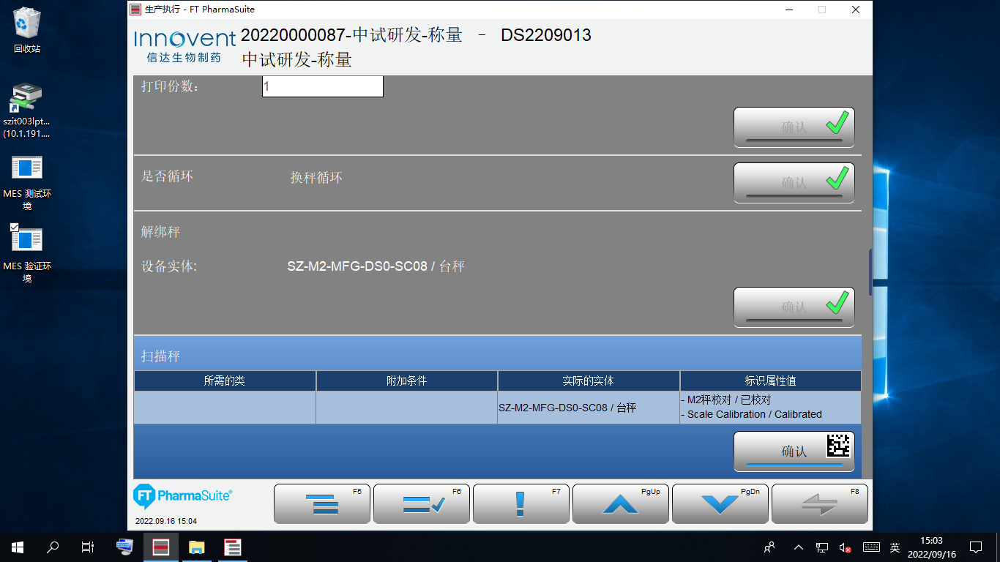 生产执行 - FT PharmaSuite
回收站
szit003lpt...
(10.1.191....
MES 测试环
境
MES 验证环
境
Innovent
信达生物制药
20220000087-中试研发-称量 - DS2209013
中试研发-称量
打印份数:
1
确认
是否循环
换秤循环
确认
解绑秤
设备实体:
SZ-M2-MFG-DS0-SC08 / 台秤
确认
扫描秤
所需的类
附加条件
实际的实体
标识属性值
SZ-M2-MFG-DS0-SC08 / 台秤
- M2秤校对 / 已校对
- Scale Calibration / Calibrated
确认
FT PharmaSuite®
2022.09.16 15:04
F5
F6
F7
PgUp
PgDn
F8
英
15:03
2022/09/16